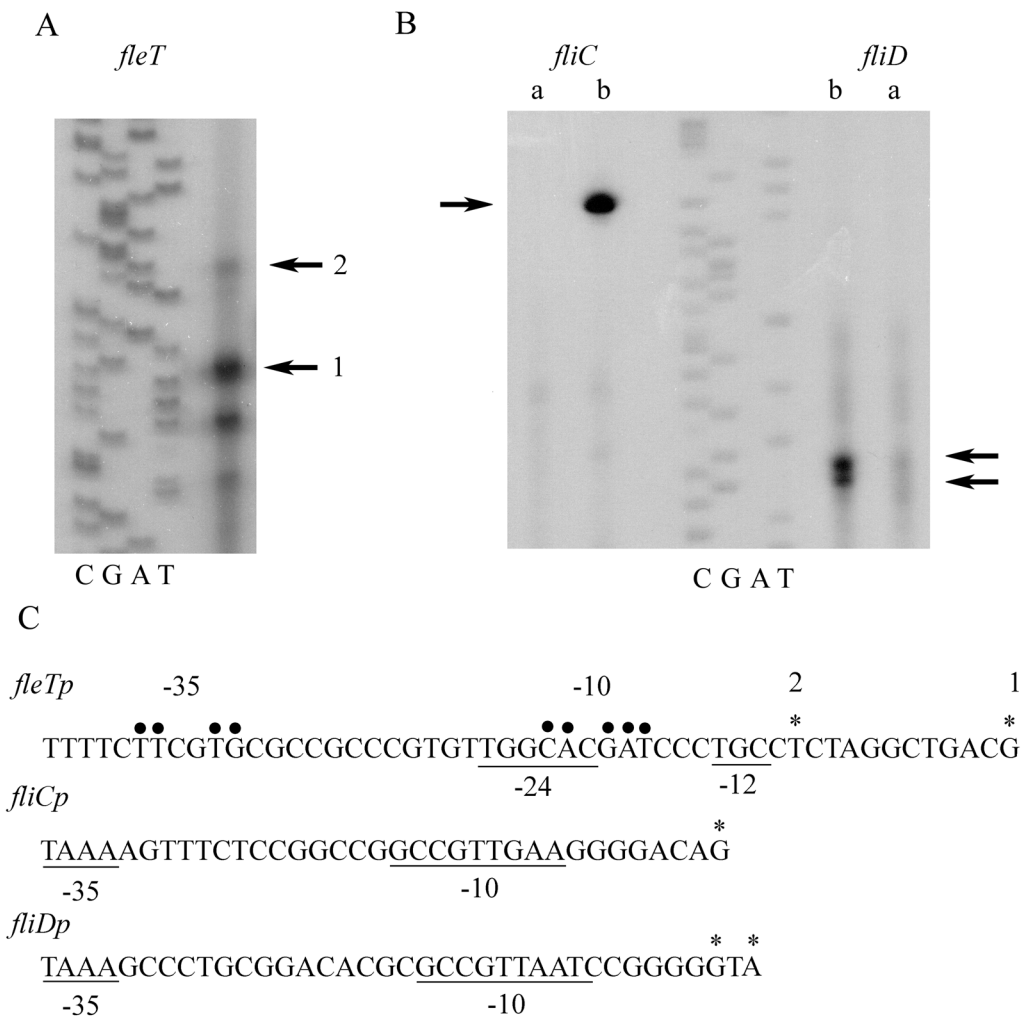 A
B
fleT
fliC
fliD
a b b a
2
1
C G A T
C G A T
C
fleTp -35 -10 2 1
* *
TTTTCTTCGTGCGCCGCCCGTGTTGGCACGATCCCTGCCTCTAGGCTGACG
-24 -12
fliCp
*
TAAAAGTTTCTCCGGCCGGCCGTTGAAGGGGACAG
-35 -10
fliDp
* *
TAAAGCCCTGCGGACACGCGCCGTTAATCCGGGGGTA
-35 -10